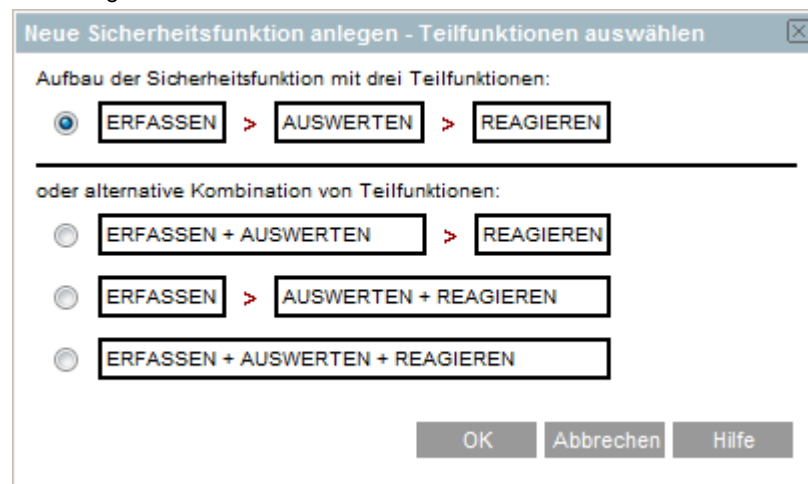 Neue Sicherheitsfunktion anlegen - Teilfunktionen auswählen
Aufbau der Sicherheitsfunktion mit drei Teilfunktionen:
ERFASSEN > AUSWERTEN > REAGIEREN
oder alternative Kombination von Teilfunktionen:
ERFASSEN + AUSWERTEN > REAGIEREN
ERFASSEN > AUSWERTEN + REAGIEREN
ERFASSEN + AUSWERTEN + REAGIEREN
OK Abbrechen Hilfe